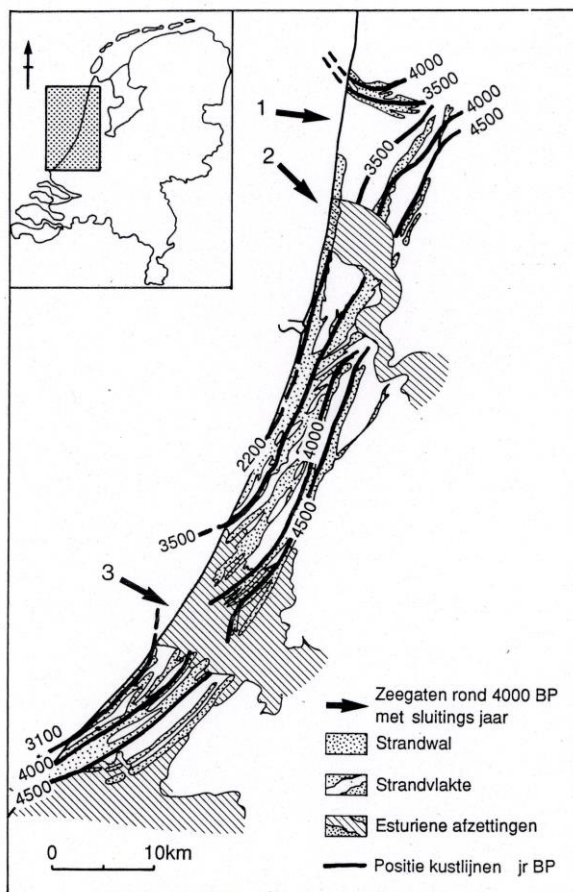 4000
3500
1
4000
4500
3500
2
2200
4000
3500
4500
3
3100
4000
4500
0 10km
Zeegaten rond 4000 BP
met sluitings jaar
Strandwal
Strandvlakte
Esturiene afzettingen
Positie kustlijnen jr BP